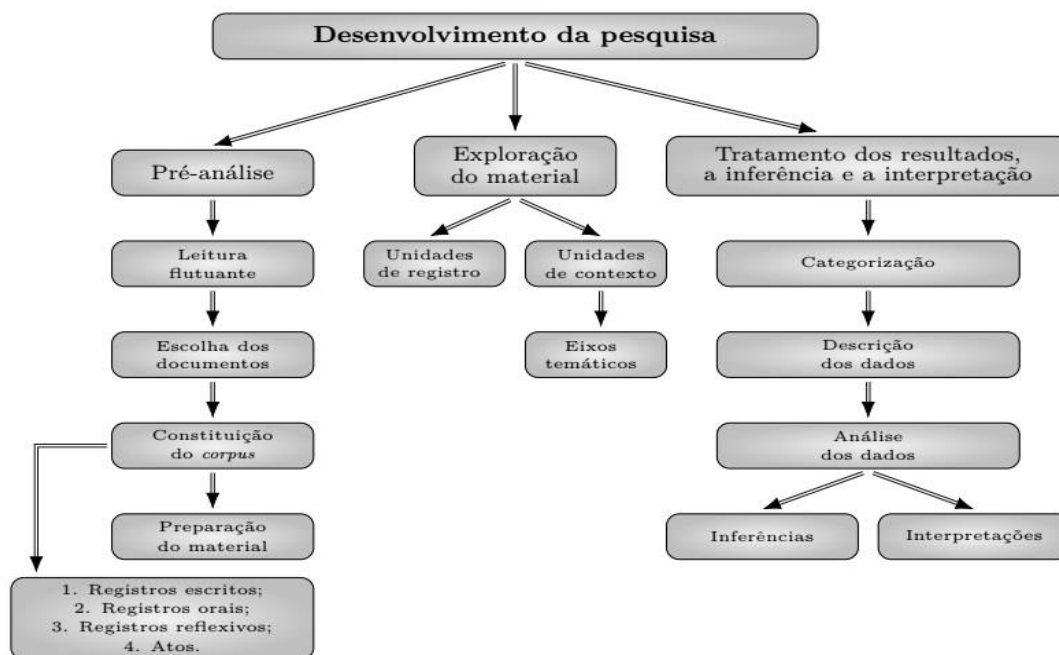 Desenvolvimento da pesquisa
Pré-análise
Exploração
do material
Tratamento dos resultados,
a inferência e a interpretação
Leitura
flutuante
Unidades
de registro
Unidades
de contexto
Categorização
Escolha dos
documentos
Eixos
temáticos
Descrição
dos dados
Constituição
do corpus
Análise
dos dados
Preparação
do material
Inferências
Interpretações
1. Registros escritos;
2. Registros orais;
3. Registros reflexivos;
4. Atos.